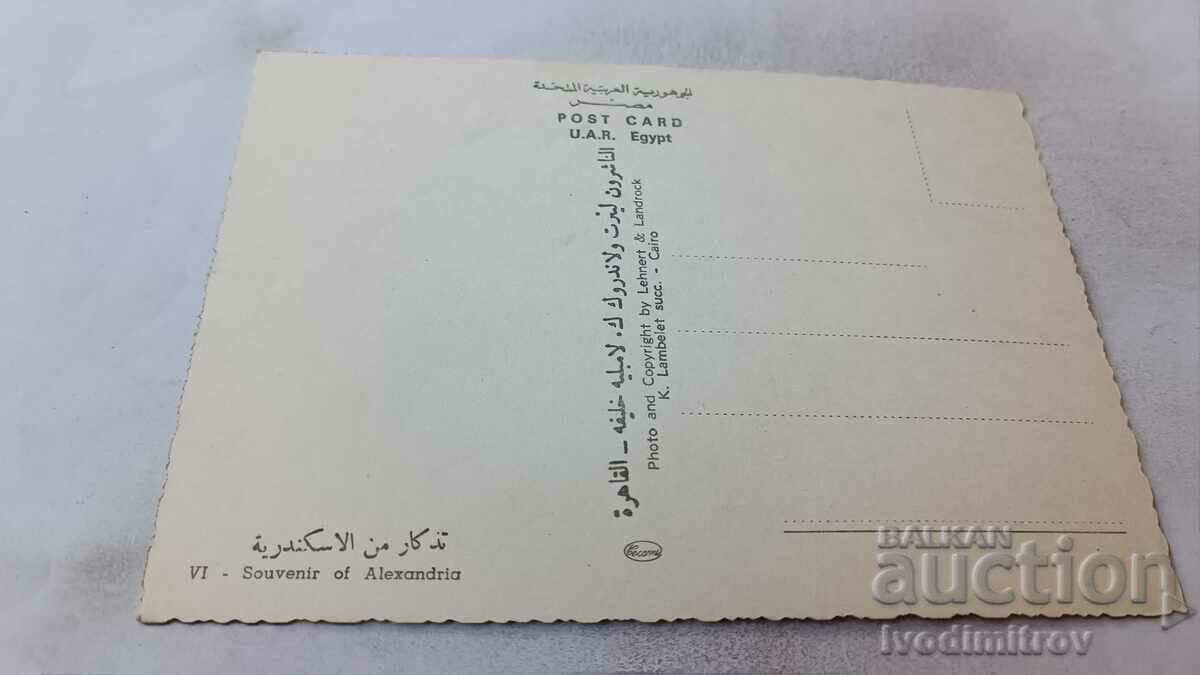 الجمهورية العربية المتحدة
مصر
POST CARD
U.A.R. Egypt
الناشرون لينرت ولاندروك ك. لامبليه خليفه - القاهرة
Photo and Copyright by Lehnert & Landrock
K. Lambelet succ. - Cairo
تذكار من الاسكندرية
VI - Souvenir of Alexandria
BALKAN
auction
Ivodimitrov